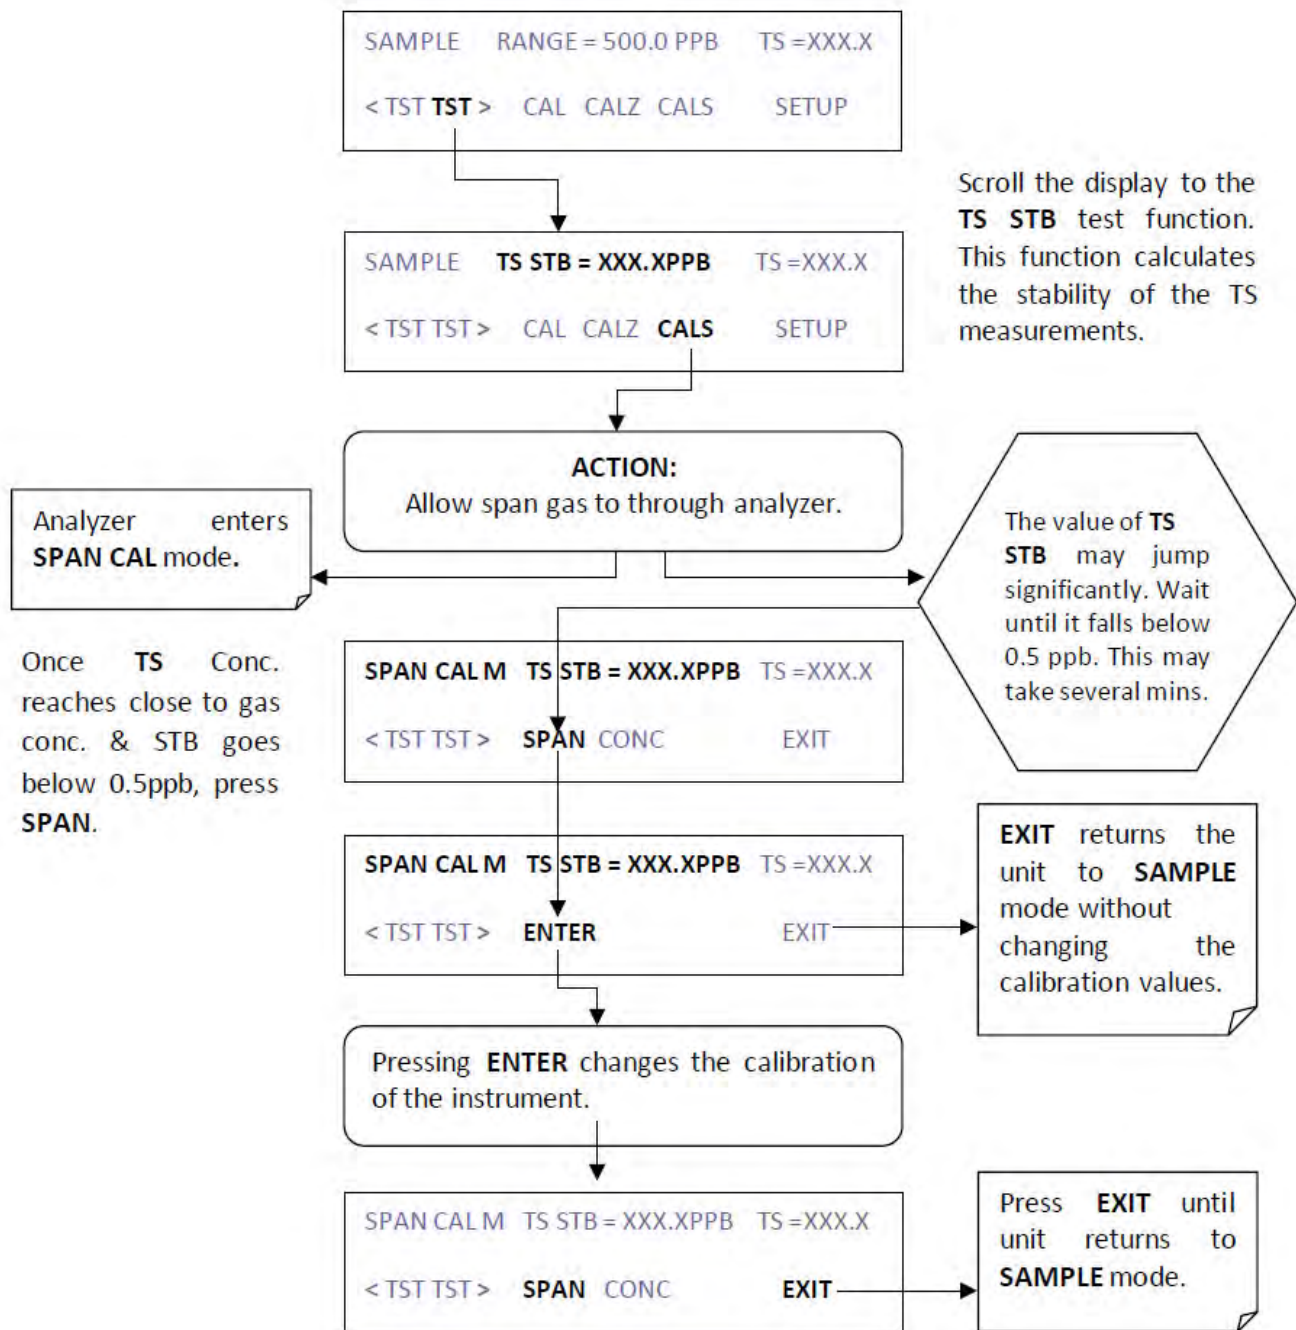 SAMPLE RANGE = 500.0 PPB TS =XXX.X
< TST TST > CAL CALZ CALS SETUP
Scroll the display to the
TS STB test function.
This function calculates
the stability of the TS
measurements.
SAMPLE TS STB = XXX.XPPB TS =XXX.X
< TST TST > CAL CALZ CALS SETUP
ACTION:
Allow span gas to through analyzer.
Analyzer enters
SPAN CAL mode.
The value of TS
STB may jump
significantly. Wait
until it falls below
0.5 ppb. This may
take several mins.
Once TS Conc.
reaches close to gas
conc. & STB goes
below 0.5ppb, press
SPAN.
SPAN CAL M TS STB = XXX.XPPB TS =XXX.X
< TST TST > SPAN CONC EXIT
SPAN CAL M TS STB = XXX.XPPB TS =XXX.X
< TST TST > ENTER EXIT
EXIT returns the
unit to SAMPLE
mode without
changing the
calibration values.
Pressing ENTER changes the calibration
of the instrument.
SPAN CAL M TS STB = XXX.XPPB TS =XXX.X
< TST TST > SPAN CONC EXIT
Press EXIT until
unit returns to
SAMPLE mode.